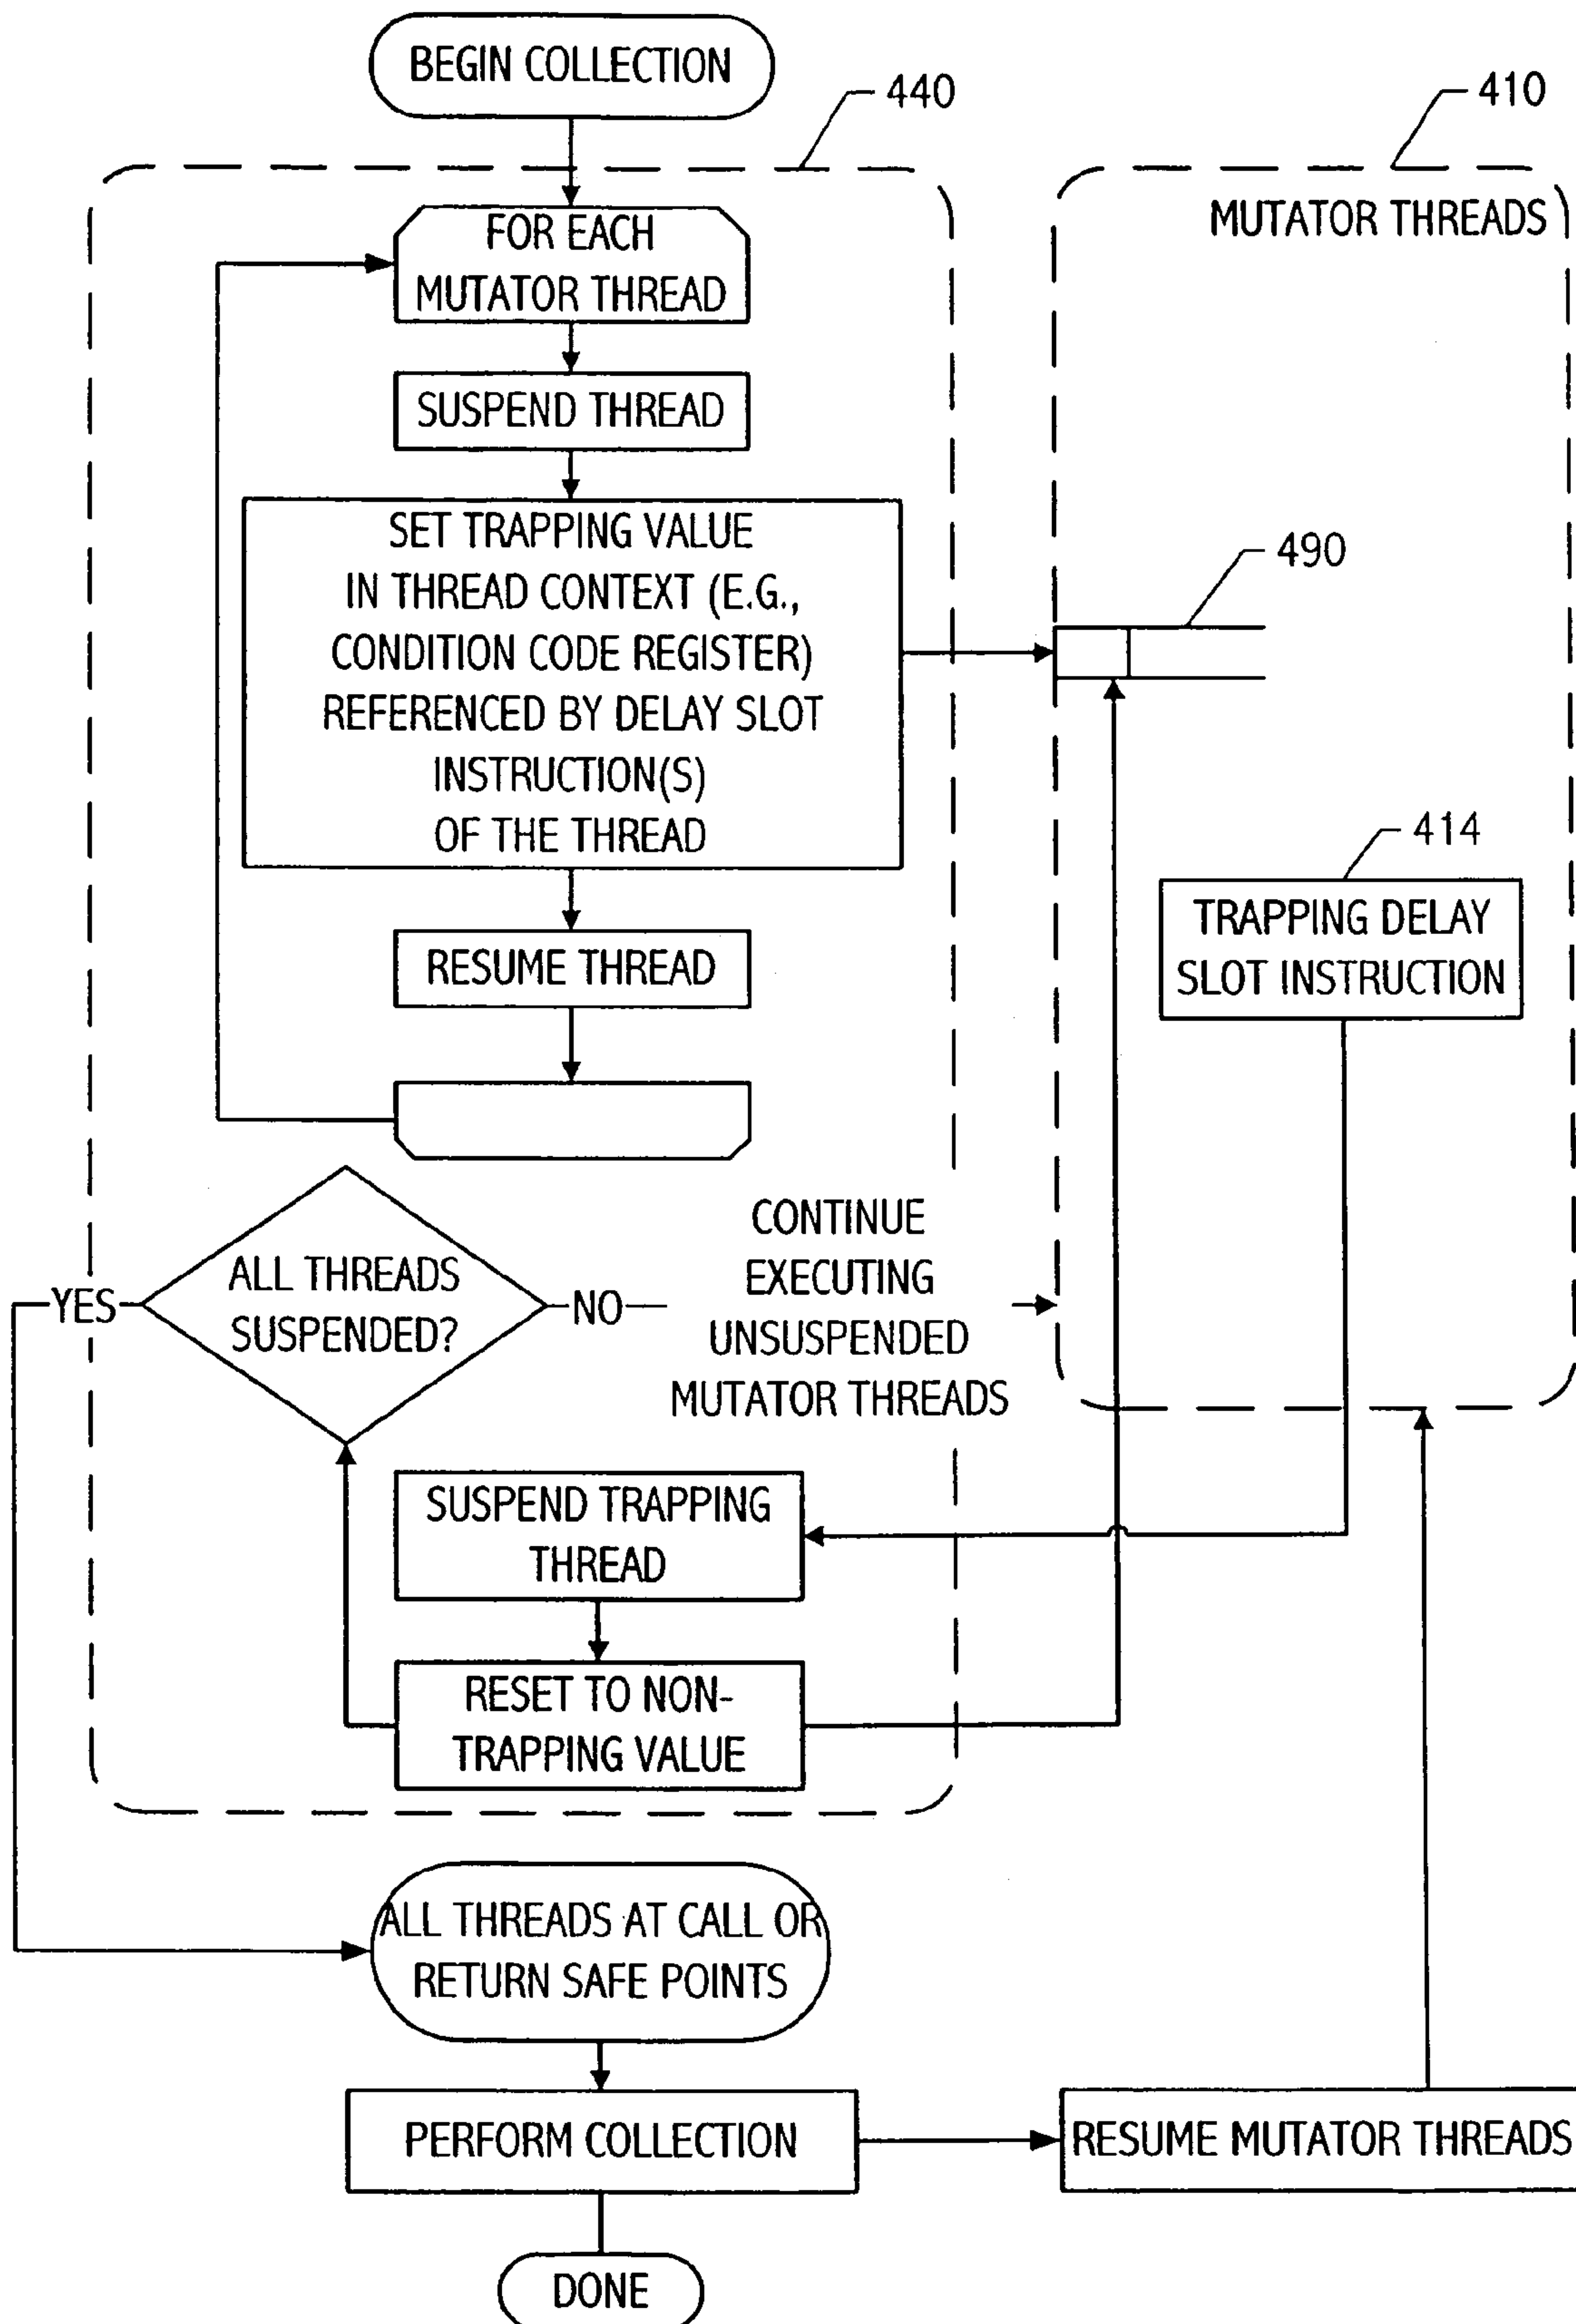 BEGIN COLLECTION
440
410
MUTATOR THREADS
FOR EACH
MUTATOR THREAD
SUSPEND THREAD
SET TRAPPING VALUE
IN THREAD CONTEXT (E.G.,
CONDITION CODE REGISTER)
REFERENCED BY DELAY SLOT
INSTRUCTION(S)
OF THE THREAD
490
414
TRAPPING DELAY
SLOT INSTRUCTION
RESUME THREAD
ALL THREADS
SUSPENDED?
YES
NO
CONTINUE
EXECUTING
UNSUSPENDED
MUTATOR THREADS
SUSPEND TRAPPING
THREAD
RESET TO NON-
TRAPPING VALUE
ALL THREADS AT CALL OR
RETURN SAFE POINTS
PERFORM COLLECTION
RESUME MUTATOR THREADS
DONE